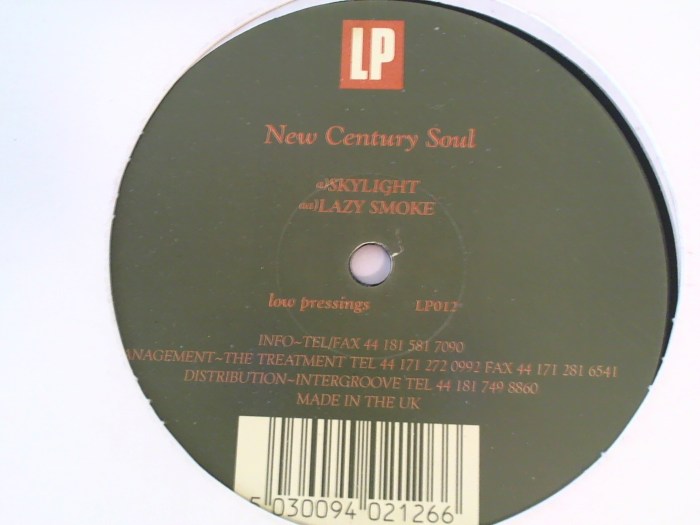 LP
New Century Soul
a)SKYLIGHT
aa)LAZY SMOKE
low pressings LP012
INFO~TEL/FAX 44 181 581 7090
ANAGEMENT~THE TREATMENT TEL 44 171 272 0992 FAX 44 171 281 6541
DISTRIBUTION~INTERGROOVE TEL 44 181 749 8860
MADE IN THE UK
5 030094 021266